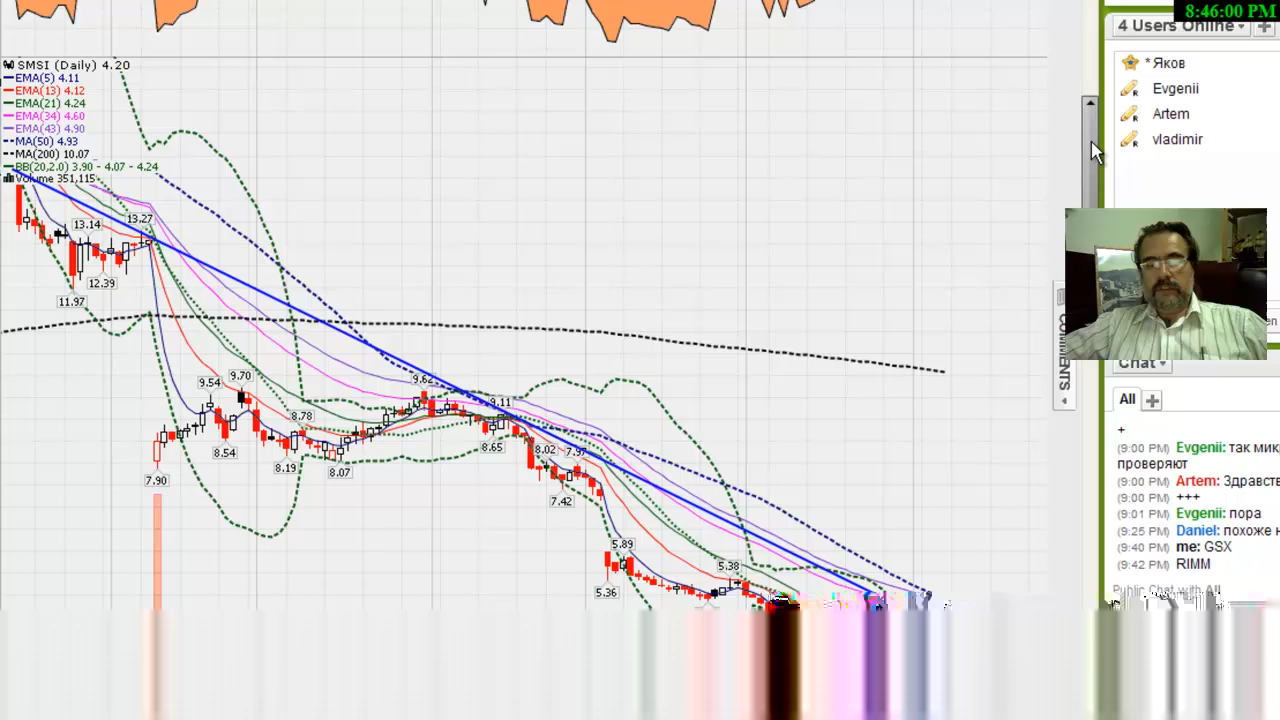 8:46:00 PM
4 Users Online
* Яков
Evgenii
Artem
vladimir
SMSI (Daily) 4.20
EMA(5) 4.11
EMA(13) 4.12
EMA(21) 4.24
EMA(34) 4.60
EMA(43) 4.90
MA(50) 4.93
MA(200) 10.07
BB(20,2.0) 3.90 - 4.07 - 4.24
Volume 351,115
13.14
13.27
12.39
11.97
9.54
9.70
8.78
9.62
9.11
8.54
8.19
8.07
8.65
8.02
7.97
7.90
7.42
5.89
5.38
5.36
COMMENTS
en
Chat
All
+
(9:00 PM) Evgenii: так мик
проверяют
(9:00 PM) Artem: Здравст
(9:00 PM) +++
(9:01 PM) Evgenii: пора
(9:25 PM) Daniel: похоже н
(9:40 PM) me: GSX
(9:42 PM) RIMM
Public Chat with All